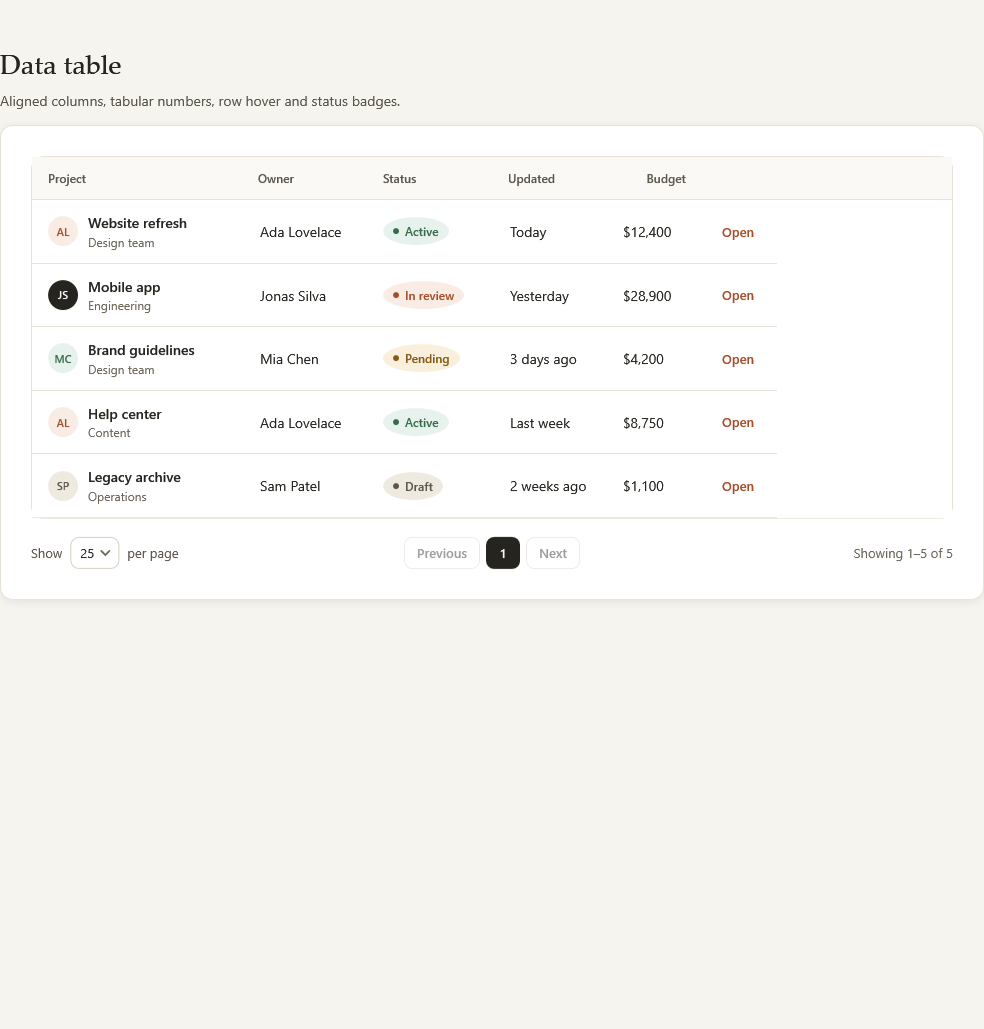 Data table
Aligned columns, tabular numbers, row hover and status badges.
Project Owner Status Updated Budget
AL Website refresh Ada Lovelace Active Today $12,400 Open
Design team
JS Mobile app Jonas Silva In review Yesterday $28,900 Open
Engineering
MC Brand guidelines Mia Chen Pending 3 days ago $4,200 Open
Design team
AL Help center Ada Lovelace Active Last week $8,750 Open
Content
SP Legacy archive Sam Patel Draft 2 weeks ago $1,100 Open
Operations
Show 25 per page Previous 1 Next Showing 1–5 of 5